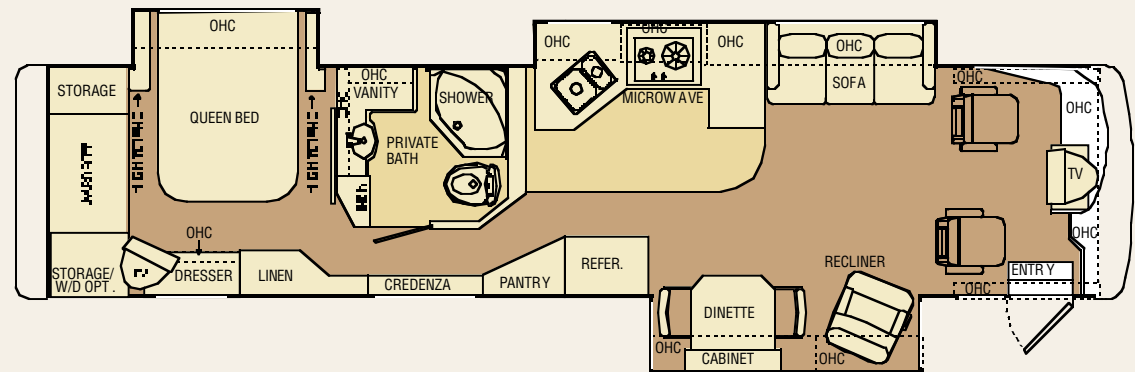 OHC
STORAGE
QUEEN BED
OHC
VANITY
SHOWER
PRIVATE
BATH
OHC
OHC
OHC
MICROWAVE
OHC
SOFA
OHC
OHC
TV
OHC
ENTRY
OHC
STORAGE/
W/D OPT.
OHC
DRESSER
LINEN
CREDENZA
PANTRY
REFER.
RECLINER
DINETTE
OHC
CABINET
OHC